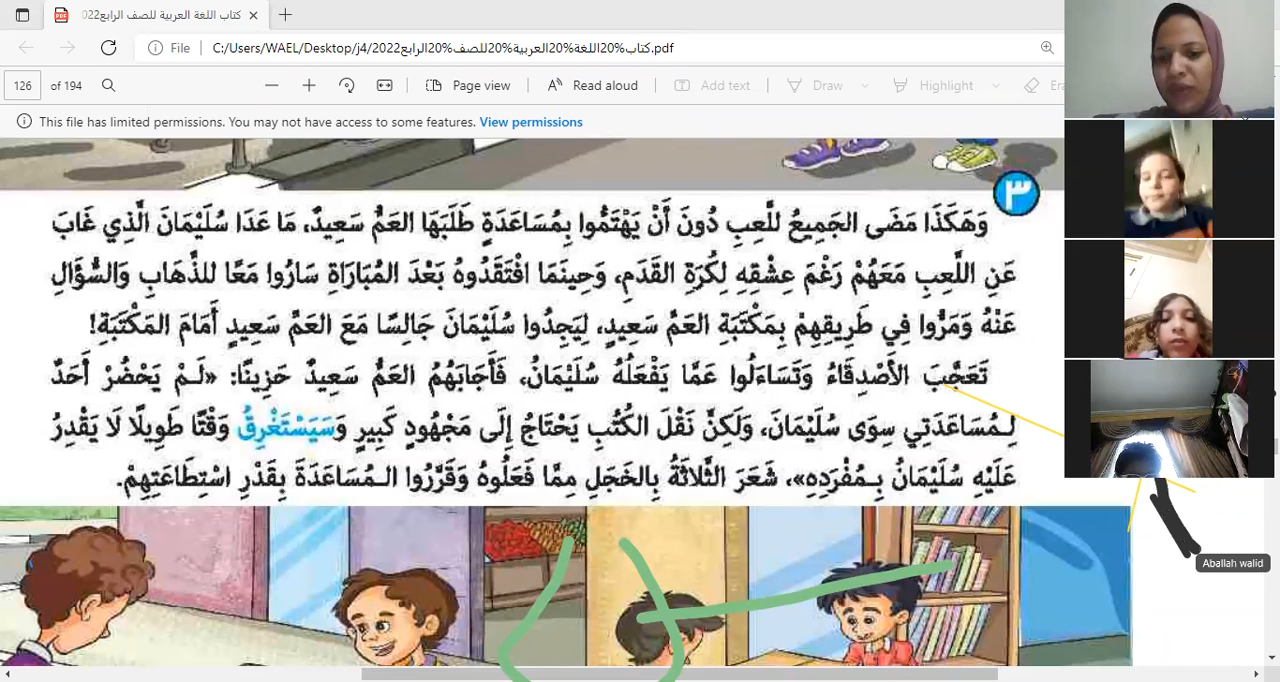 كتاب اللغة العربية للصف الرابع2022
File
C:/Users/WAEL/Desktop/j4/2022كتاب%20اللغة%20العربية%20للصف%20الرابع.pdf
126 of 194
Page view
Read aloud
Add text
Draw
Highlight
Era
This file has limited permissions. You may not have access to some features. View permissions
٣
وَهَكَذَا مَضَى الجَمِيعُ للَّعِبِ دُونَ أَنْ يَهْتَمُّوا بِمُسَاعَدَةٍ طَلَبَهَا العَمُّ سَعِيدٌ، مَا عَدَا سُلَيْمَانَ الَّذِي غَابَ
عَنِ اللَّعِبِ مَعَهُمْ رَغْمَ عِشْقِهِ لِكُرَةِ القَدَمِ، وَحِينَمَا افْتَقَدُوهُ بَعْدَ المُبَارَاةِ سَارُوا مَعًا للذَّهَابِ وَالسُّؤَالِ
عَنْهُ وَمَرُّوا فِي طَرِيقِهِمْ بِمَكْتَبَةِ العَمِّ سَعِيدٍ، لِيَجِدُوا سُلَيْمَانَ جَالِسًا مَعَ العَمِّ سَعِيدٍ أَمَامَ المَكْتَبَةِ!
تَعَجَّبَ الأَصْدِقَاءُ وَتَسَاءَلُوا عَمَّا يَفْعَلُهُ سُلَيْمَانُ، فَأَجَابَهُمُ العَمُّ سَعِيدٌ حَزِينًا: «لَمْ يَحْضُرْ أَحَدٌ
لِمُسَاعَدَتِي سِوَى سُلَيْمَانَ، وَلَكِنَّ نَقْلَ الكُتُبِ يَحْتَاجُ إِلَى مَجْهُودٍ كَبِيرٍ وَسَيَسْتَغْرِقُ وَقْتًا طَوِيلًا لَا يَقْدِرُ
عَلَيْهِ سُلَيْمَانُ بِمُفْرَدِهِ»، شَعَرَ الثَّلَاثَةُ بِالخَجَلِ مِمَّا فَعَلُوهُ وَقَرَّرُوا المُسَاعَدَةَ بِقَدْرِ اسْتِطَاعَتِهِمْ.
Aballah walid